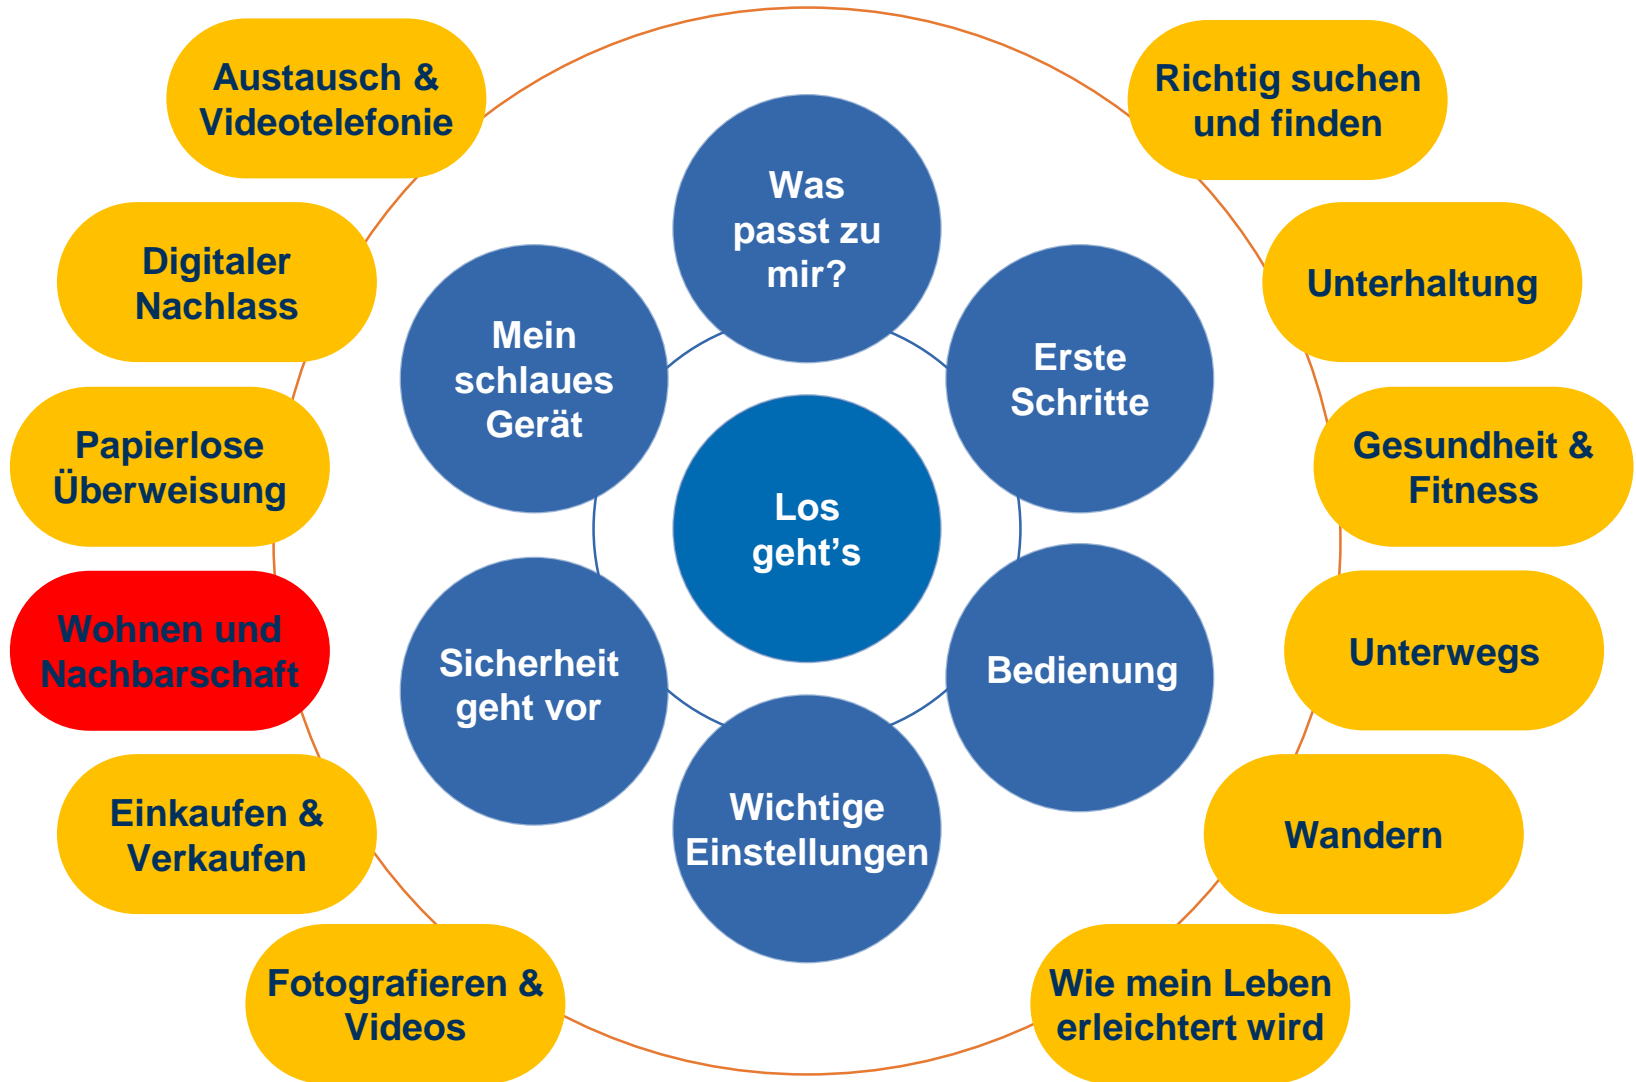 Austausch &
Videotelefonie
Richtig suchen
und finden
Was
passt zu
mir?
Digitaler
Nachlass
Unterhaltung
Mein
schlaues
Gerät
Erste
Schritte
Papierlose
Überweisung
Gesundheit &
Fitness
Los
geht’s
Wohnen und
Nachbarschaft
Sicherheit
geht vor
Bedienung
Unterwegs
Einkaufen &
Verkaufen
Wichtige
Einstellungen
Wandern
Fotografieren &
Videos
Wie mein Leben
erleichtert wird